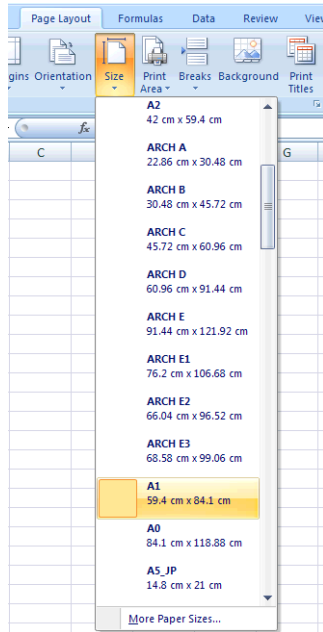 Page Layout Formulas Data Review View
gins Orientation Size Print Area Breaks Background Print Titles
fx
C G
A2
42 cm x 59.4 cm
ARCH A
22.86 cm x 30.48 cm
ARCH B
30.48 cm x 45.72 cm
ARCH C
45.72 cm x 60.96 cm
ARCH D
60.96 cm x 91.44 cm
ARCH E
91.44 cm x 121.92 cm
ARCH E1
76.2 cm x 106.68 cm
ARCH E2
66.04 cm x 96.52 cm
ARCH E3
68.58 cm x 99.06 cm
A1
59.4 cm x 84.1 cm
A0
84.1 cm x 118.88 cm
A5_JP
14.8 cm x 21 cm
More Paper Sizes...